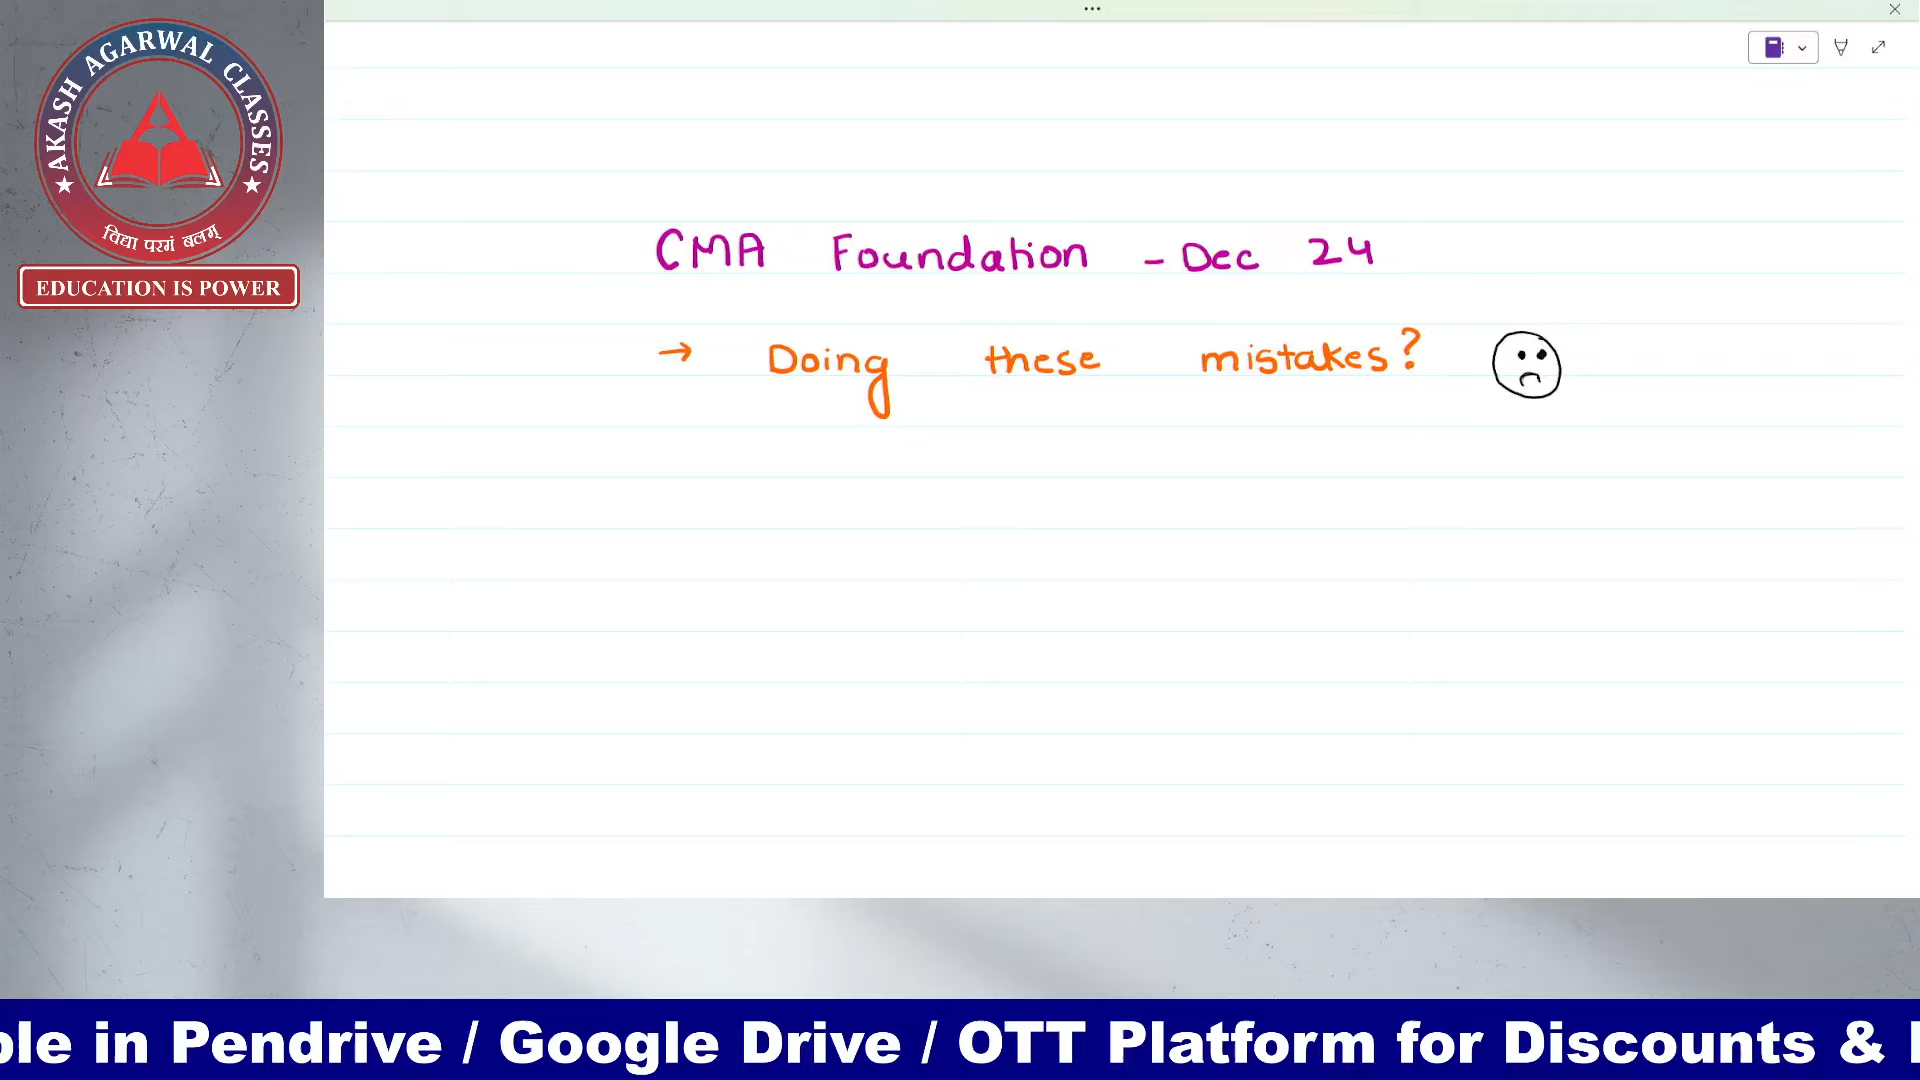 AKASH AGARWAL CLASSES
विद्या परमं बलम्
EDUCATION IS POWER
CMA Foundation - Dec 24
→ Doing these mistakes?
ble in Pendrive / Google Drive / OTT Platform for Discounts &